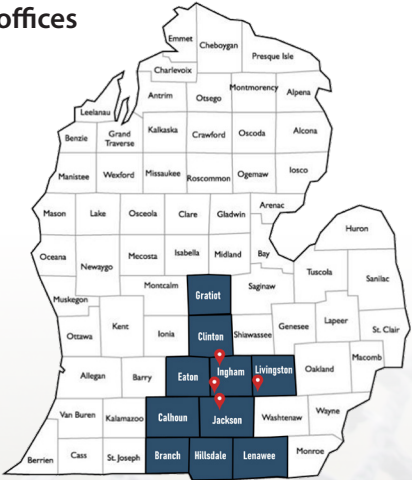 offices
Emmet
Cheboygan
Presque Isle
Charlevoix
Antrim
Otsego
Montmorency
Alpena
Leelanau
Benzie
Grand
Traverse
Kalkaska
Crawford
Oscoda
Alcona
Manistee
Wexford
Missaukee
Roscommon
Ogemaw
Iosco
Arenac
Mason
Lake
Osceola
Clare
Gladwin
Huron
Oceana
Newaygo
Mecosta
Isabella
Midland
Bay
Tuscola
Sanilac
Muskegon
Montcalm
Gratiot
Saginaw
Ottawa
Kent
Ionia
Clinton
Shiawassee
Genesee
Lapeer
St. Clair
Macomb
Allegan
Barry
Eaton
Ingham
Livingston
Oakland
Van Buren
Kalamazoo
Calhoun
Jackson
Washtenaw
Wayne
Berrien
Cass
St. Joseph
Branch
Hillsdale
Lenawee
Monroe